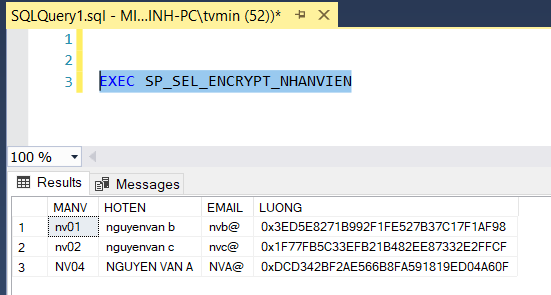 SQLQuery1.sql - MI...INH-PC\tvmin (52))*
1
2
3 EXEC SP_SEL_ENCRYPT_NHANVIEN
100 %
Results Messages
MANV HOTEN EMAIL LUONG
1 nv01 nguyenvan b nvb@ 0x3ED5E8271B992F1FE527B37C17F1AF98
2 nv02 nguyenvan c nvc@ 0x1F77FB5C33EFB21B482EE87332E2FFCF
3 NV04 NGUYEN VAN A NVA@ 0xDCD342BF2AE566B8FA591819ED04A60F